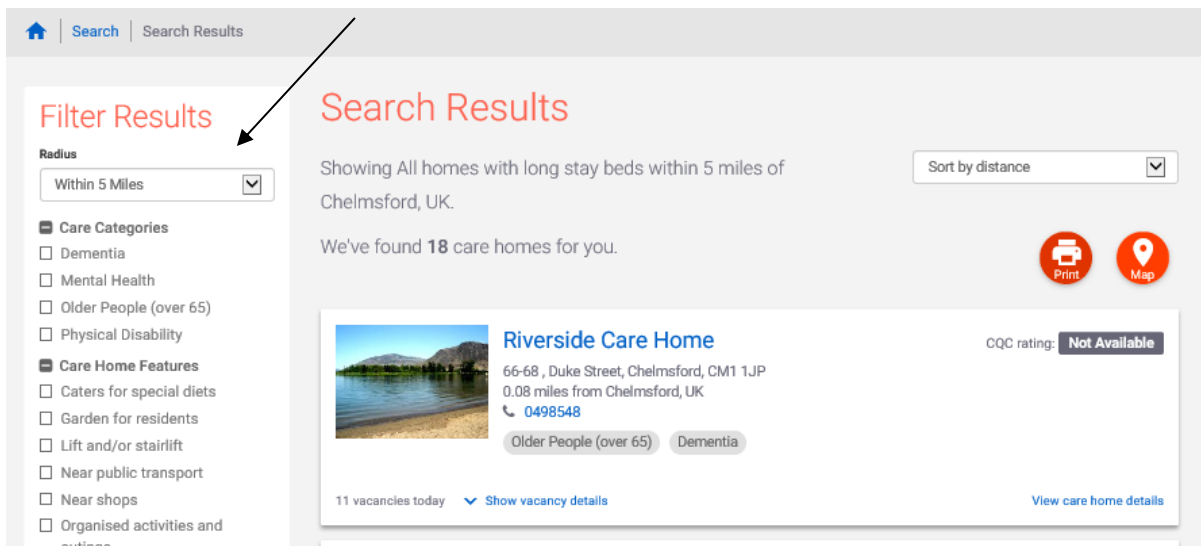 Search | Search Results
Filter Results
Radius
Within 5 Miles
Care Categories
Dementia
Mental Health
Older People (over 65)
Physical Disability
Care Home Features
Caters for special diets
Garden for residents
Lift and/or stairlift
Near public transport
Near shops
Organised activities and
Search Results
Showing All homes with long stay beds within 5 miles of
Chelmsford, UK.
We've found 18 care homes for you.
Sort by distance
Print
Map
Riverside Care Home
66-68 , Duke Street, Chelmsford, CM1 1JP
0.08 miles from Chelmsford, UK
0498548
Older People (over 65) Dementia
CQC rating: Not Available
11 vacancies today Show vacancy details
View care home details